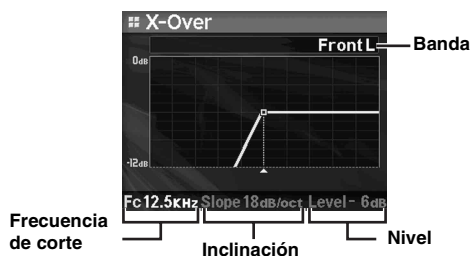 X-Over
Front L
Banda
0dB
-12dB
Fc 12.5KHz Slope 18dB/oct Level - 6dB
Frecuencia
de corte
Inclinación
Nivel